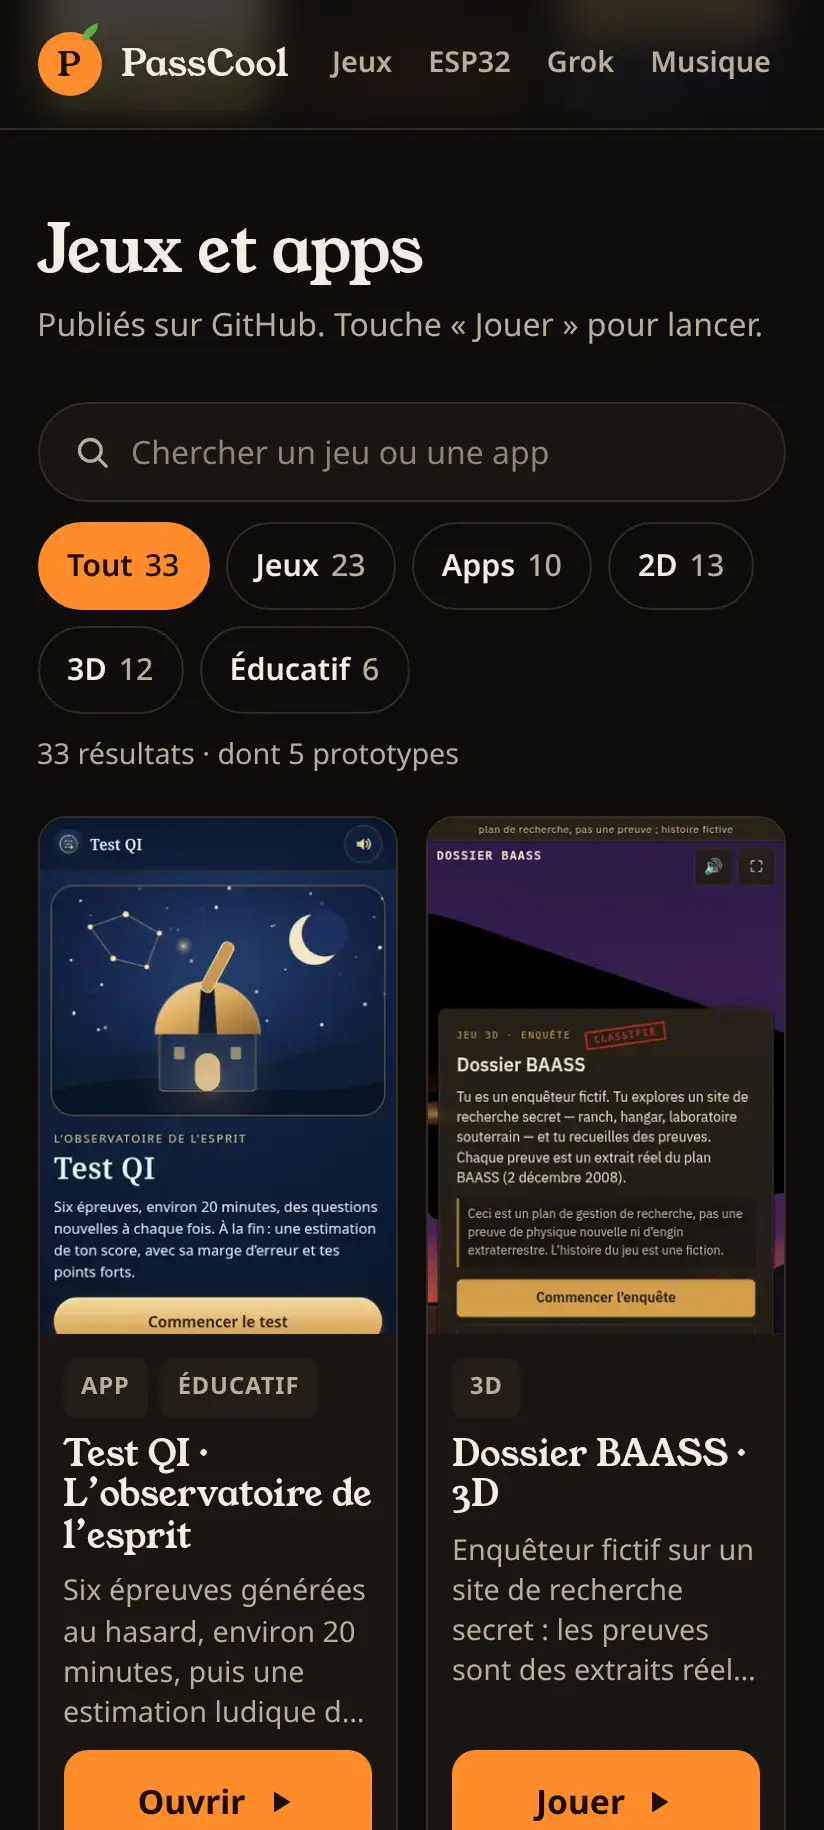 P PassCool Jeux ESP32 Grok Musique
Jeux et apps
Publiés sur GitHub. Touche « Jouer » pour lancer.
Chercher un jeu ou une app
Tout 33 Jeux 23 Apps 10 2D 13
3D 12 Éducatif 6
33 résultats · dont 5 prototypes
Test QI
L'OBSERVATOIRE DE L'ESPRIT
Test QI
Six épreuves, environ 20 minutes, des questions
nouvelles à chaque fois. À la fin : une estimation
de ton score, avec sa marge d'erreur et tes
points forts.
Commencer le test
APP ÉDUCATIF
Test QI ·
L’observatoire de
l’esprit
Six épreuves générées
au hasard, environ 20
minutes, puis une
estimation ludique d...
Ouvrir
plan de recherche, pas une preuve ; histoire fictive
DOSSIER BAASS
JEU 3D · ENQUÊTE CLASSIFIÉ
Dossier BAASS
Tu es un enquêteur fictif. Tu explores un site de
recherche secret — ranch, hangar, laboratoire
souterrain — et tu recueilles des preuves.
Chaque preuve est un extrait réel du plan
BAASS (2 décembre 2008).
Ceci est un plan de gestion de recherche, pas une
preuve de physique nouvelle ni d'engin
extraterrestre. L'histoire du jeu est une fiction.
Commencer l'enquête
3D
Dossier BAASS ·
3D
Enquêteur fictif sur un
site de recherche
secret : les preuves
sont des extraits réel...
Jouer